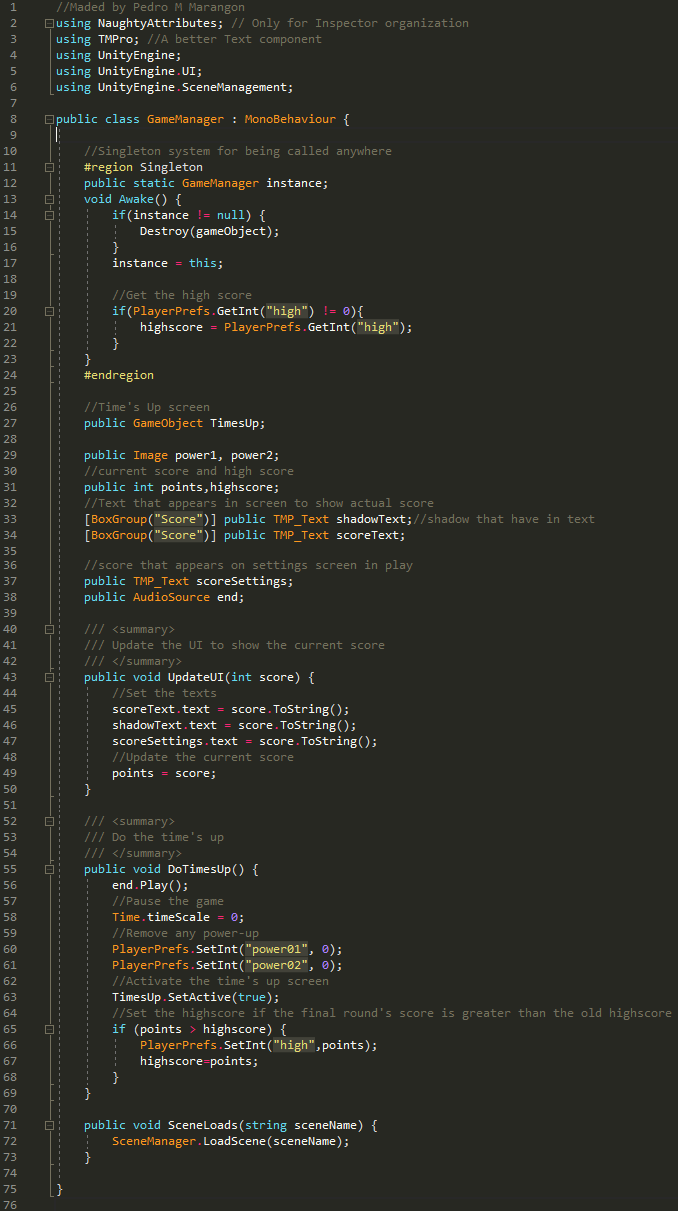 1 //Maded by Pedro M Marangon
2 using NaughtyAttributes; // Only for Inspector organization
3 using TMPro; //A better Text component
4 using UnityEngine;
5 using UnityEngine.UI;
6 using UnityEngine.SceneManagement;
7
8 public class GameManager : MonoBehaviour {
9
10 //Singleton system for being called anywhere
11 #region Singleton
12 public static GameManager instance;
13 void Awake() {
14 if(instance != null) {
15 Destroy(gameObject);
16 }
17 instance = this;
18
19 //Get the high score
20 if(PlayerPrefs.GetInt("high") != 0){
21 highscore = PlayerPrefs.GetInt("high");
22 }
23 }
24 #endregion
25
26 //Time's Up screen
27 public GameObject TimesUp;
28
29 public Image power1, power2;
30 //current score and high score
31 public int points,highscore;
32 //Text that appears in screen to show actual score
33 [BoxGroup("Score")] public TMP_Text shadowText;//shadow that have in text
34 [BoxGroup("Score")] public TMP_Text scoreText;
35
36 //score that appears on settings screen in play
37 public TMP_Text scoreSettings;
38 public AudioSource end;
39
40 /// <summary>
41 /// Update the UI to show the current score
42 /// </summary>
43 public void UpdateUI(int score) {
44 //Set the texts
45 scoreText.text = score.ToString();
46 shadowText.text = score.ToString();
47 scoreSettings.text = score.ToString();
48 //Update the current score
49 points = score;
50 }
51
52 /// <summary>
53 /// Do the time's up
54 /// </summary>
55 public void DoTimesUp() {
56 end.Play();
57 //Pause the game
58 Time.timeScale = 0;
59 //Remove any power-up
60 PlayerPrefs.SetInt("power01", 0);
61 PlayerPrefs.SetInt("power02", 0);
62 //Activate the time's up screen
63 TimesUp.SetActive(true);
64 //Set the highscore if the final round's score is greater than the old highscore
65 if (points > highscore) {
66 PlayerPrefs.SetInt("high",points);
67 highscore=points;
68 }
69 }
70
71 public void SceneLoads(string sceneName) {
72 SceneManager.LoadScene(sceneName);
73 }
74
75 }
76